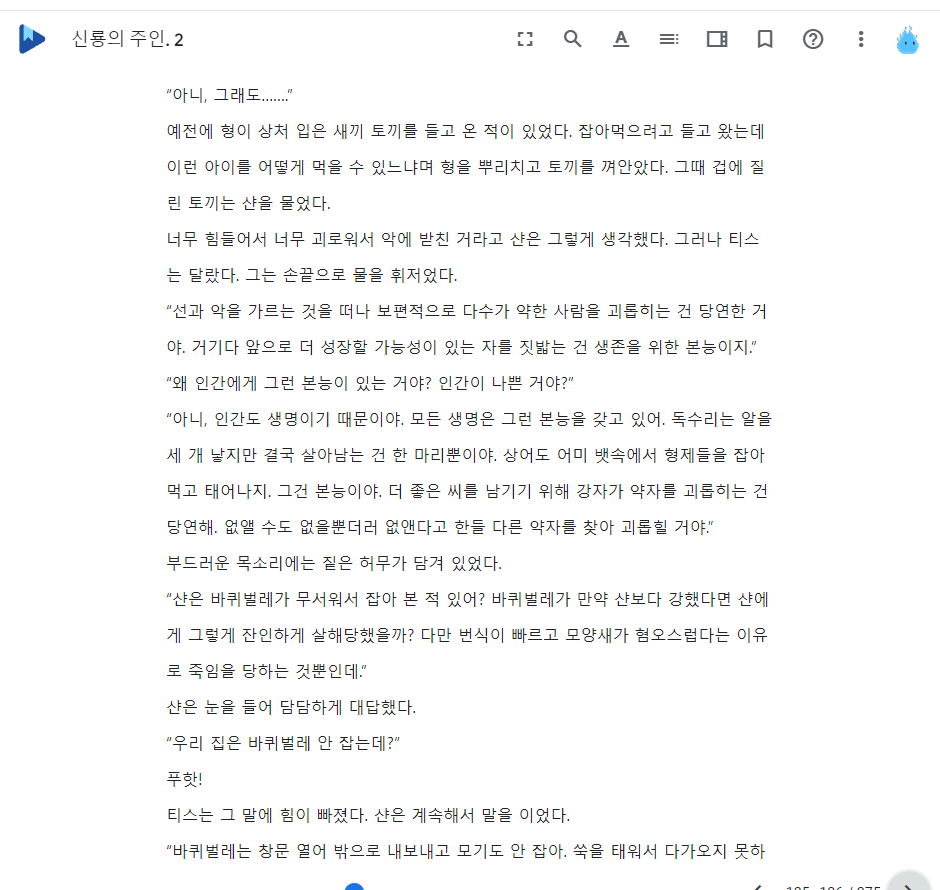 신룡의 주인. 2
“아니, 그래도…….”
예전에 형이 상처 입은 새끼 토끼를 들고 온 적이 있었다. 잡아먹으려고 들고 왔는데
이런 아이를 어떻게 먹을 수 있느냐며 형을 뿌리치고 토끼를 껴안았다. 그때 겁에 질
린 토끼는 샨을 물었다.
너무 힘들어서 너무 괴로워서 악에 받친 거라고 샨은 그렇게 생각했다. 그러나 티스
는 달랐다. 그는 손끝으로 물을 휘저었다.
“선과 악을 가르는 것을 떠나 보편적으로 다수가 약한 사람을 괴롭히는 건 당연한 거
야. 거기다 앞으로 더 성장할 가능성이 있는 자를 짓밟는 건 생존을 위한 본능이지.”
“왜 인간에게 그런 본능이 있는 거야? 인간이 나쁜 거야?”
“아니, 인간도 생명이기 때문이야. 모든 생명은 그런 본능을 갖고 있어. 독수리는 알을
세 개 낳지만 결국 살아남는 건 한 마리뿐이야. 상어도 어미 뱃속에서 형제들을 잡아
먹고 태어나지. 그건 본능이야. 더 좋은 씨를 남기기 위해 강자가 약자를 괴롭히는 건
당연해. 없앨 수도 없을뿐더러 없앤다고 한들 다른 약자를 찾아 괴롭힐 거야.”
부드러운 목소리에는 짙은 허무가 담겨 있었다.
“샨은 바퀴벌레가 무서워서 잡아 본 적 있어? 바퀴벌레가 만약 샨보다 강했다면 샨에
게 그렇게 잔인하게 살해당했을까? 다만 번식이 빠르고 모양새가 혐오스럽다는 이유
로 죽임을 당하는 것뿐인데.”
샨은 눈을 들어 담담하게 대답했다.
“우리 집은 바퀴벌레 안 잡는데?”
푸핫!
티스는 그 말에 힘이 빠졌다. 샨은 계속해서 말을 이었다.
“바퀴벌레는 창문 열어 밖으로 내보내고 모기도 안 잡아. 쑥을 태워서 다가오지 못하